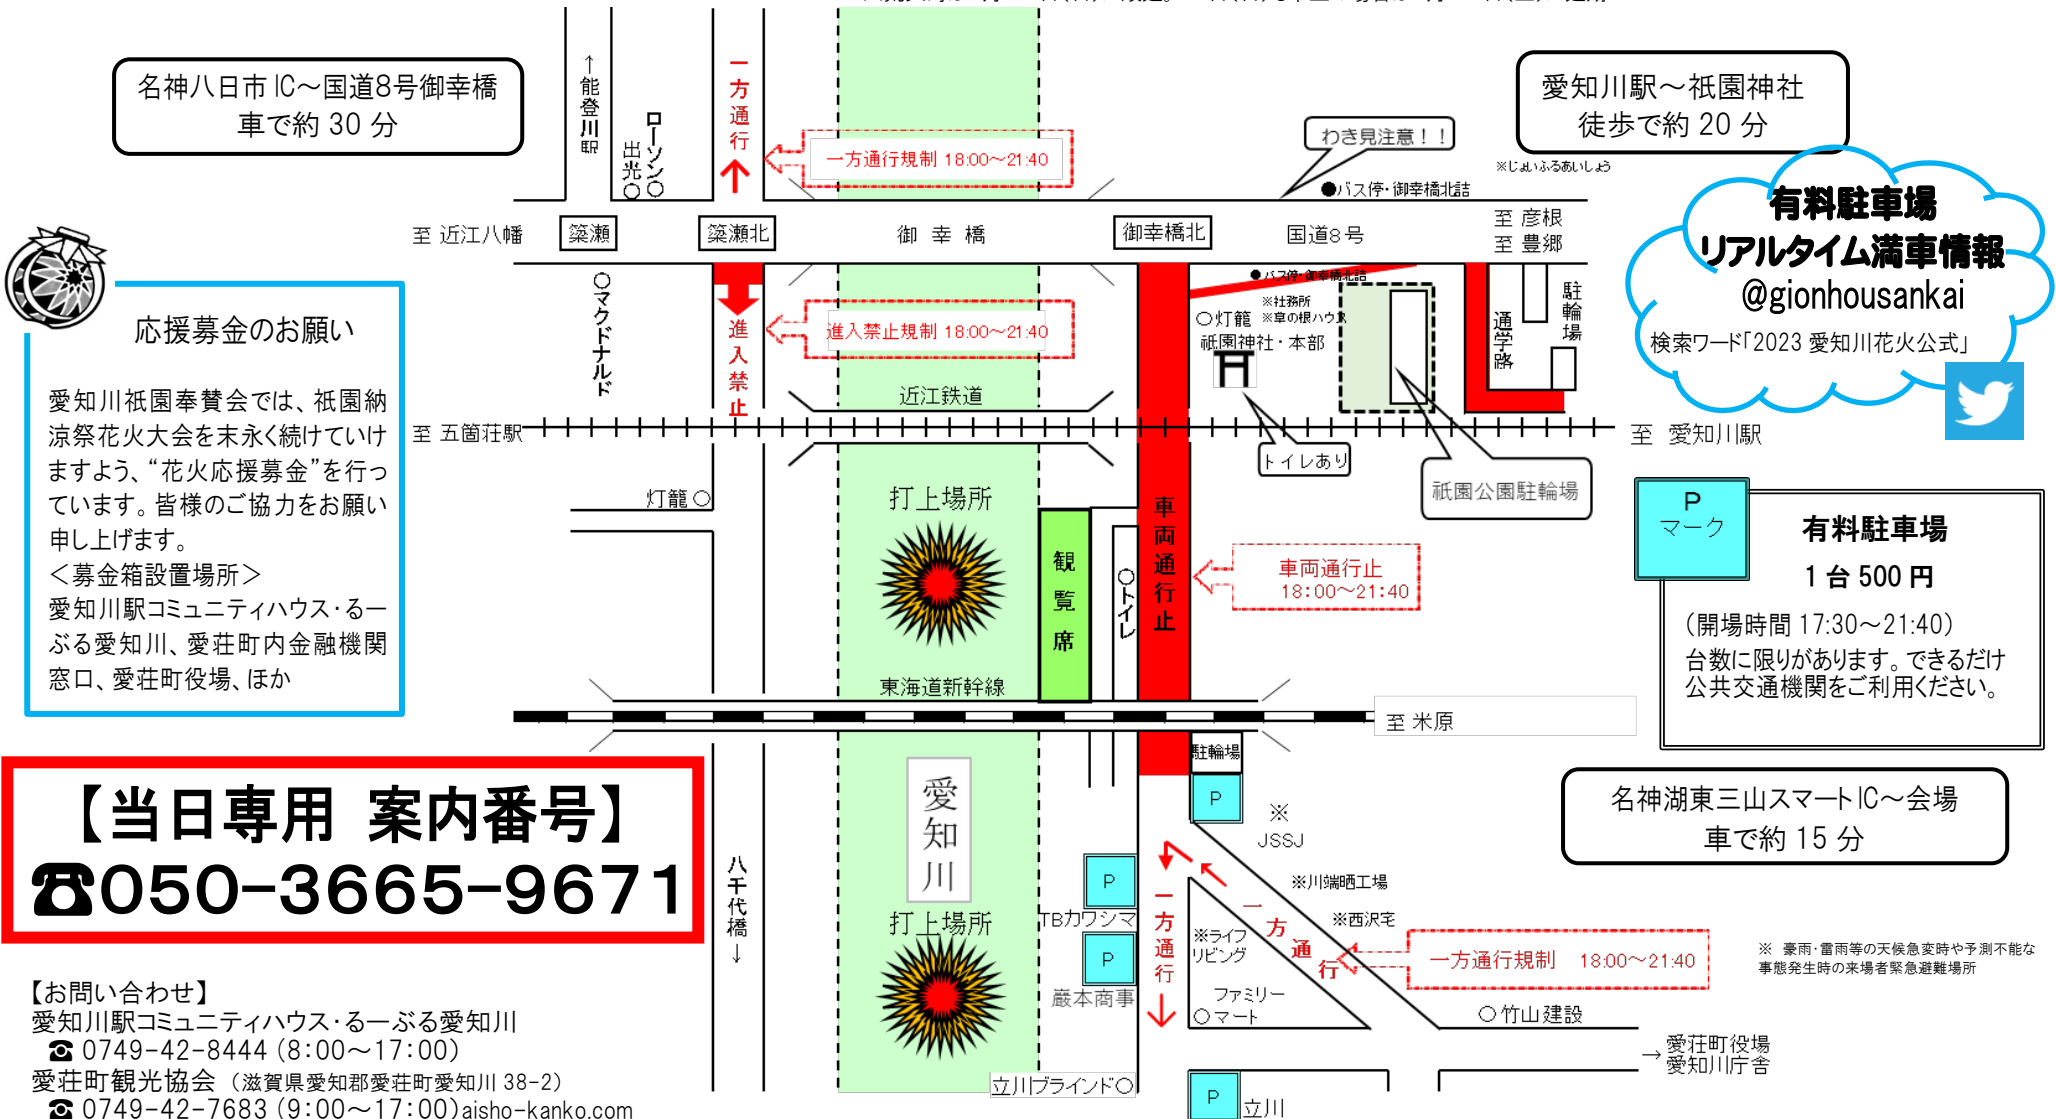 名神八日市IC～国道8号御幸橋
車で約 30 分
↑能登川駅
出光○
ローソン○
一方通行
一方通行規制 18:00～21:40
わき見注意！！
愛知川駅～祇園神社
徒歩で約 20 分
※じょいふるあいしょう
●バス停・御幸橋北詰
至 近江八幡
簗瀬
簗瀬北
御 幸 橋
御幸橋北
国道8号
至 彦根
至 豊郷
有料駐車場
リアルタイム満車情報
@gionhousankai
検索ワード「2023 愛知川花火公式」
応援募金のお願い
愛知川祇園奉賛会では、祇園納
涼祭花火大会を末永く続けていけ
ますよう、“花火応援募金”を行っ
ています。皆様のご協力をお願い
申し上げます。
＜募金箱設置場所＞
愛知川駅コミュニティハウス・るー
ぶる愛知川、愛荘町内金融機関
窓口、愛荘町役場、ほか
○マクドナルド
進入禁止
進入禁止規制 18:00～21:40
●バス停・御幸橋北詰
※社務所
○灯籠 ※草の根ハウス
祇園神社・本部
通学路
駐輪場
近江鉄道
至 五箇荘駅
至 愛知川駅
トイレあり
祇園公園駐輪場
灯籠○
打上場所
観覧席
○トイレ
車両通行止
車両通行止
18:00～21:40
P
マーク
有料駐車場
1 台 500 円
（開場時間 17:30～21:40）
台数に限りがあります。できるだけ
公共交通機関をご利用ください。
東海道新幹線
至 米原
駐輪場
P
※
JSSJ
名神湖東三山スマートIC～会場
車で約 15 分
【当日専用 案内番号】
☎050-3665-9671
八千代橋↓
愛知川
打上場所
P
TBカワシマ
P
巌本商事
一方通行
※川端晒工場
※西沢宅
一方通行
※ライフ
リビング
一方通行規制 18:00～21:40
※ 豪雨・雷雨等の天候急変時や予測不能な
事態発生時の来場者緊急避難場所
ファミリー
○マート
○竹山建設
→ 愛荘町役場
愛知川庁舎
立川ブラインド○
P
立川
【お問い合わせ】
愛知川駅コミュニティハウス・るーぶる愛知川
☎ 0749-42-8444（8：00～17：00）
愛荘町観光協会 （滋賀県愛知郡愛荘町愛知川 38-2）
☎ 0749-42-7683（9：00～17：00）aisho-kanko.com